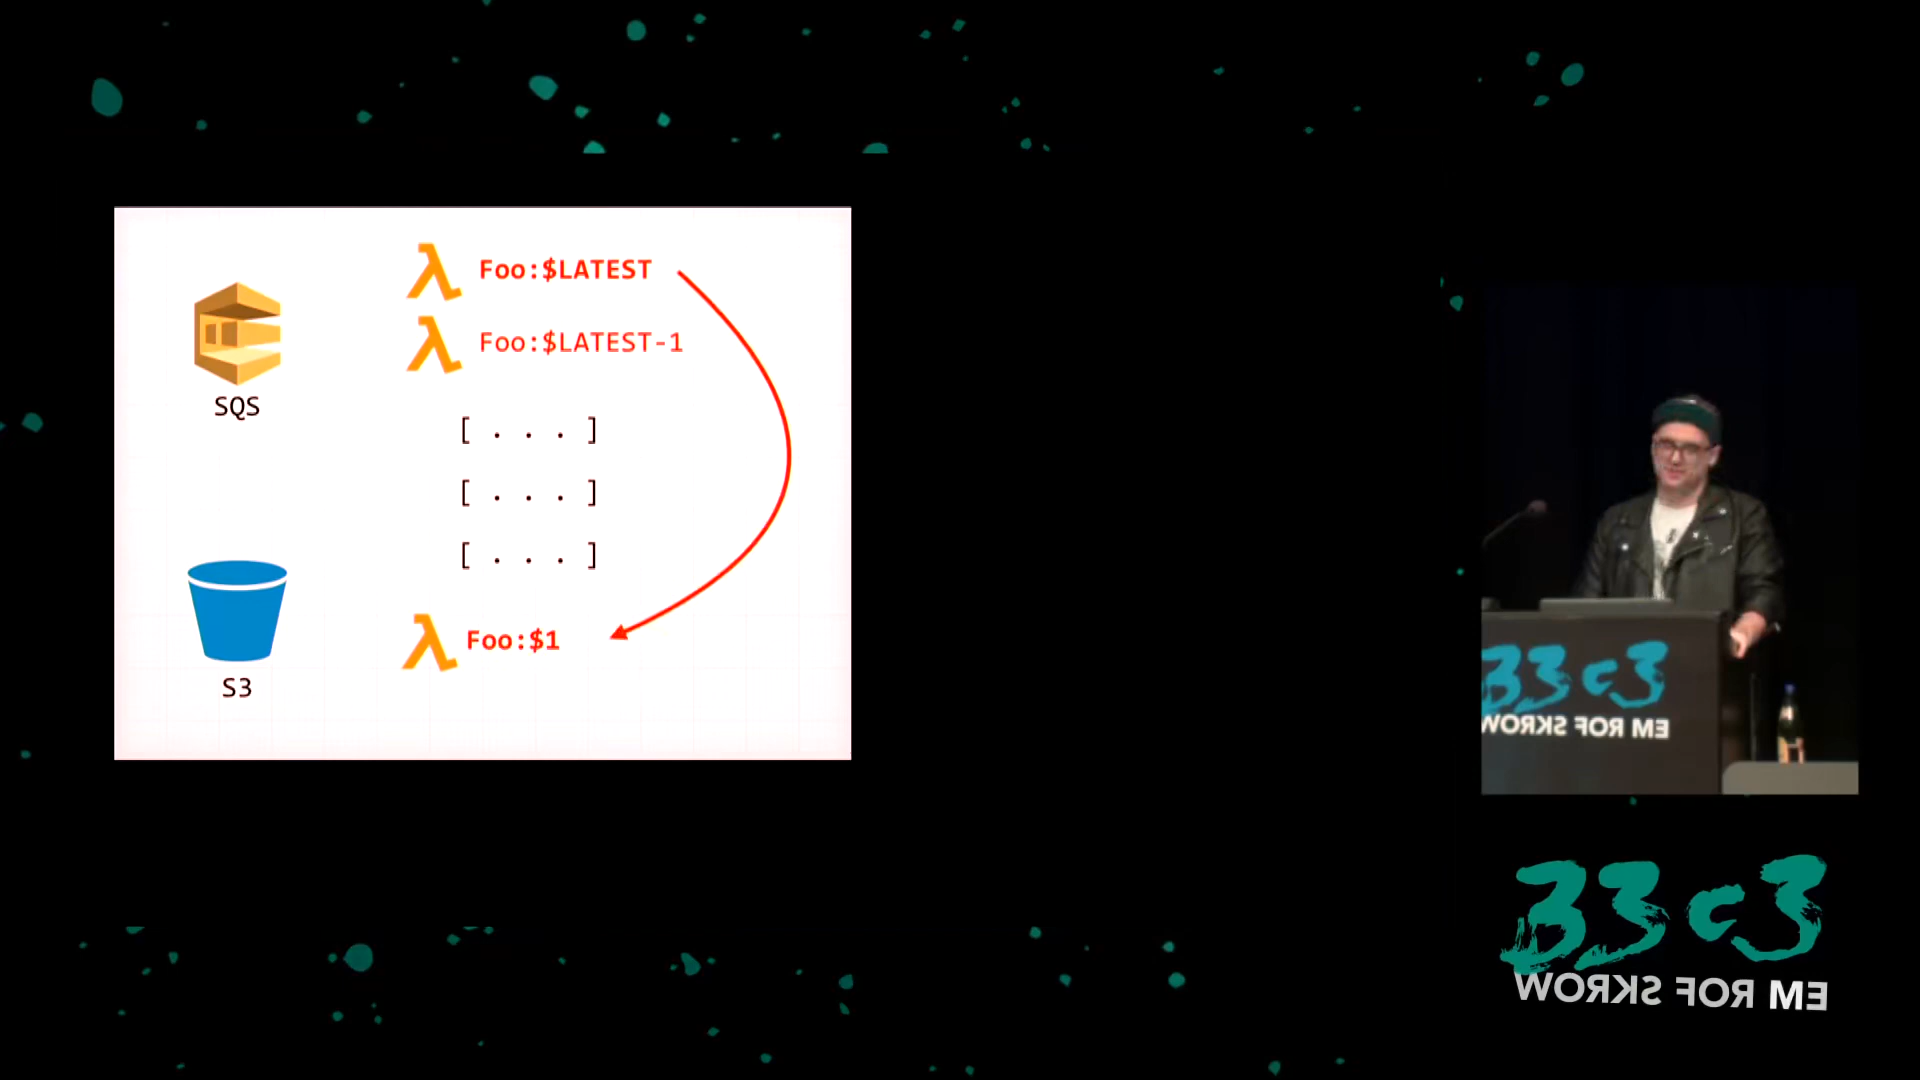 Foo:$LATEST
Foo:$LATEST-1
SQS
[ . . . ]
[ . . . ]
[ . . . ]
Foo:$1
S3
33c3
WORKS FOR ME
33c3
WORKS FOR ME